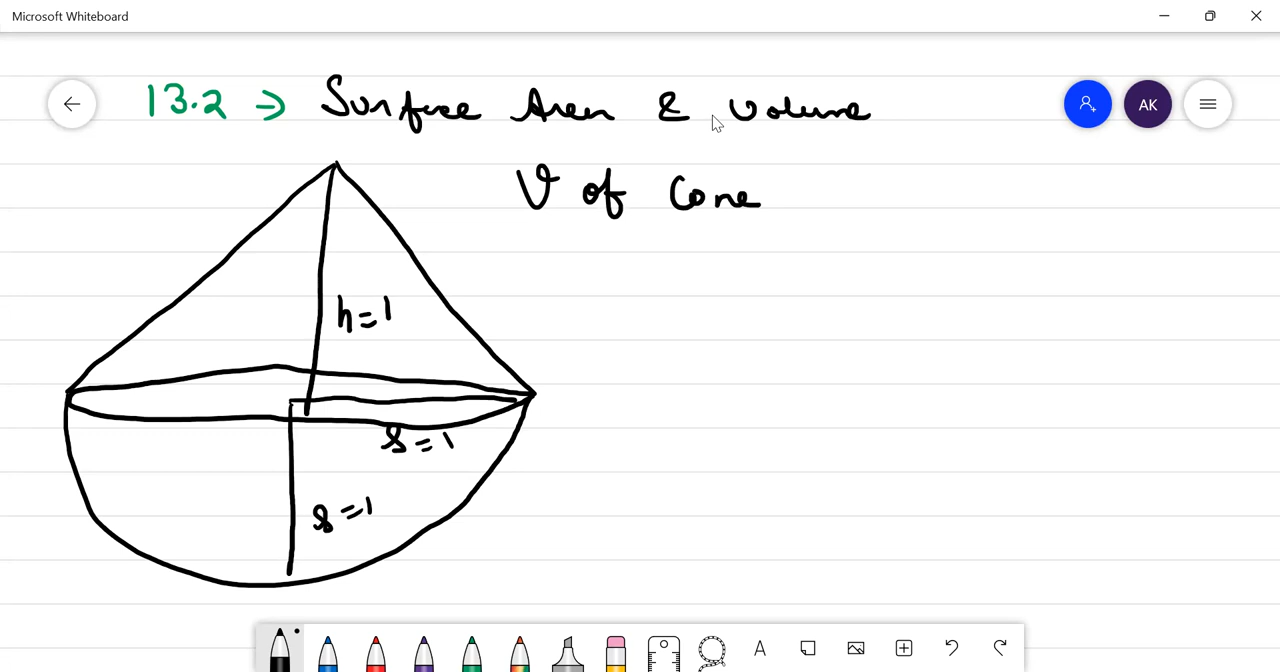 Microsoft Whiteboard
13.2 ⇒ Surface Area & volume
AK
V of Cone
h=1
r=1
r=1
A